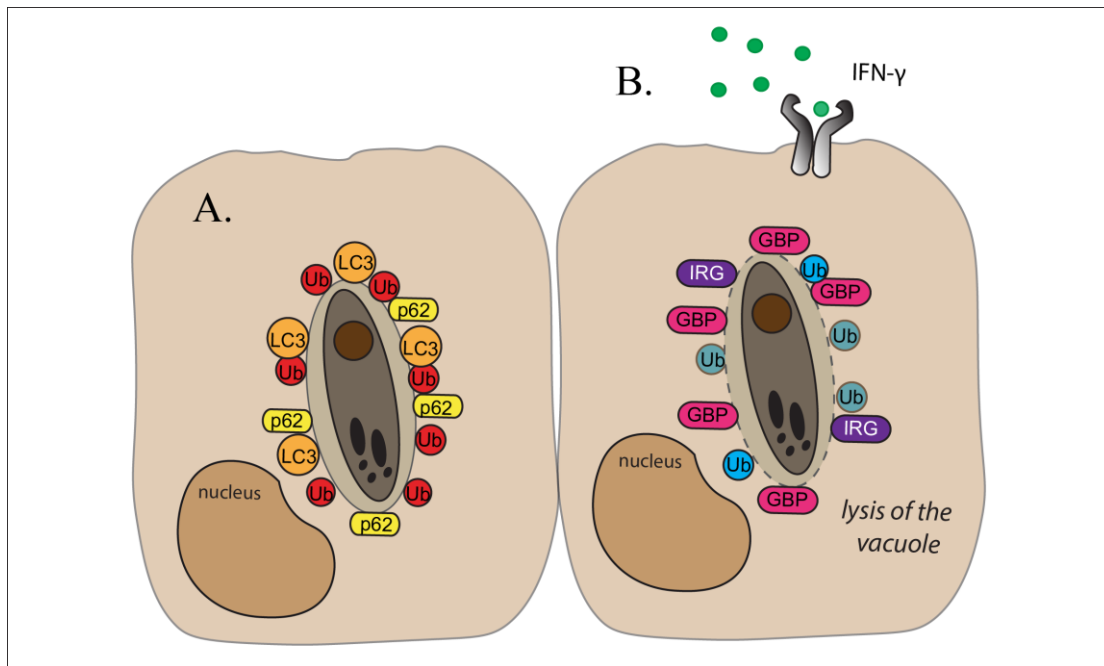 A.
LC3
Ub
Ub
p62
LC3
LC3
Ub
Ub
p62
p62
Ub
LC3
Ub
Ub
p62
nucleus
B.
IFN-γ
GBP
IRG
Ub
GBP
GBP
Ub
Ub
Ub
GBP
IRG
Ub
GBP
nucleus
lysis of the
vacuole